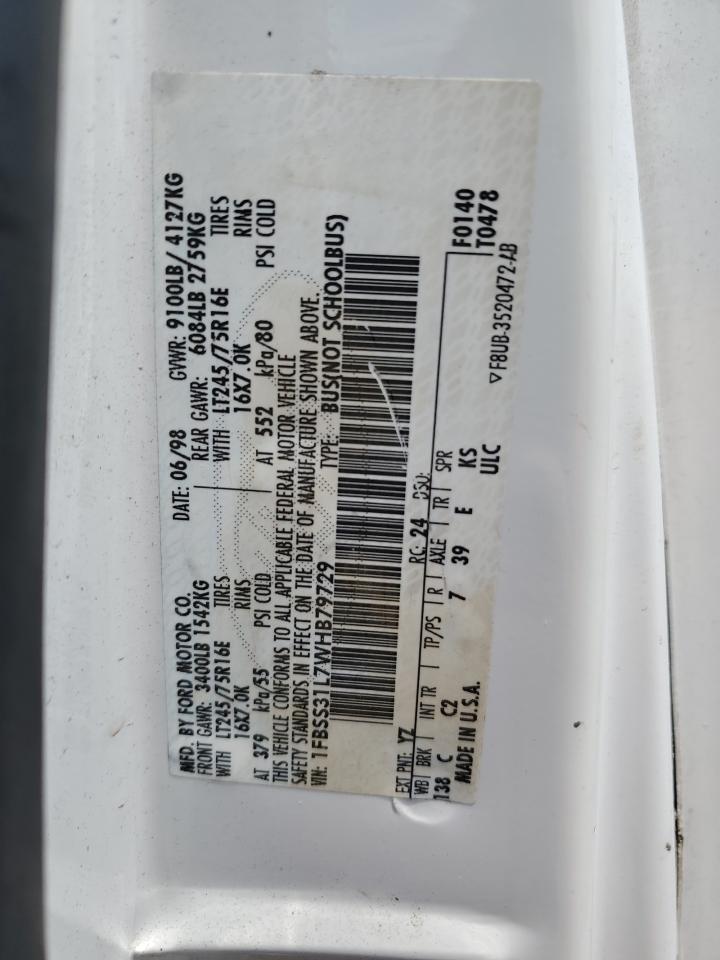 MFD. BY FORD MOTOR CO.
DATE: 06/98 GVWR: 9100LB/ 4127KG
FRONT GAWR: 3400LB 1542KG REAR GAWR: 6084LB 2759KG
WITH LT245/75R16E TIRES WITH LT245/75R16E TIRES
16X7.0K RIMS 16X7.0K RIMS
AT 379 kPa/55 PSI COLD AT 552 kPa/80 PSI COLD
THIS VEHICLE CONFORMS TO ALL APPLICABLE FEDERAL MOTOR VEHICLE
SAFETY STANDARDS IN EFFECT ON THE DATE OF MANUFACTURE SHOWN ABOVE.
VIN: 1FBSS31L7WHB79729 TYPE: BUS(NOT SCHOOLBUS)
EXT PNT: YZ RC: 24 DSO: F0140
WB BRK INT TR TP/PS R AXLE TR SPR T0478
138 C C2 7 39 E KS
MADE IN U.S.A. ULC
▽F8UB-3520472-AB